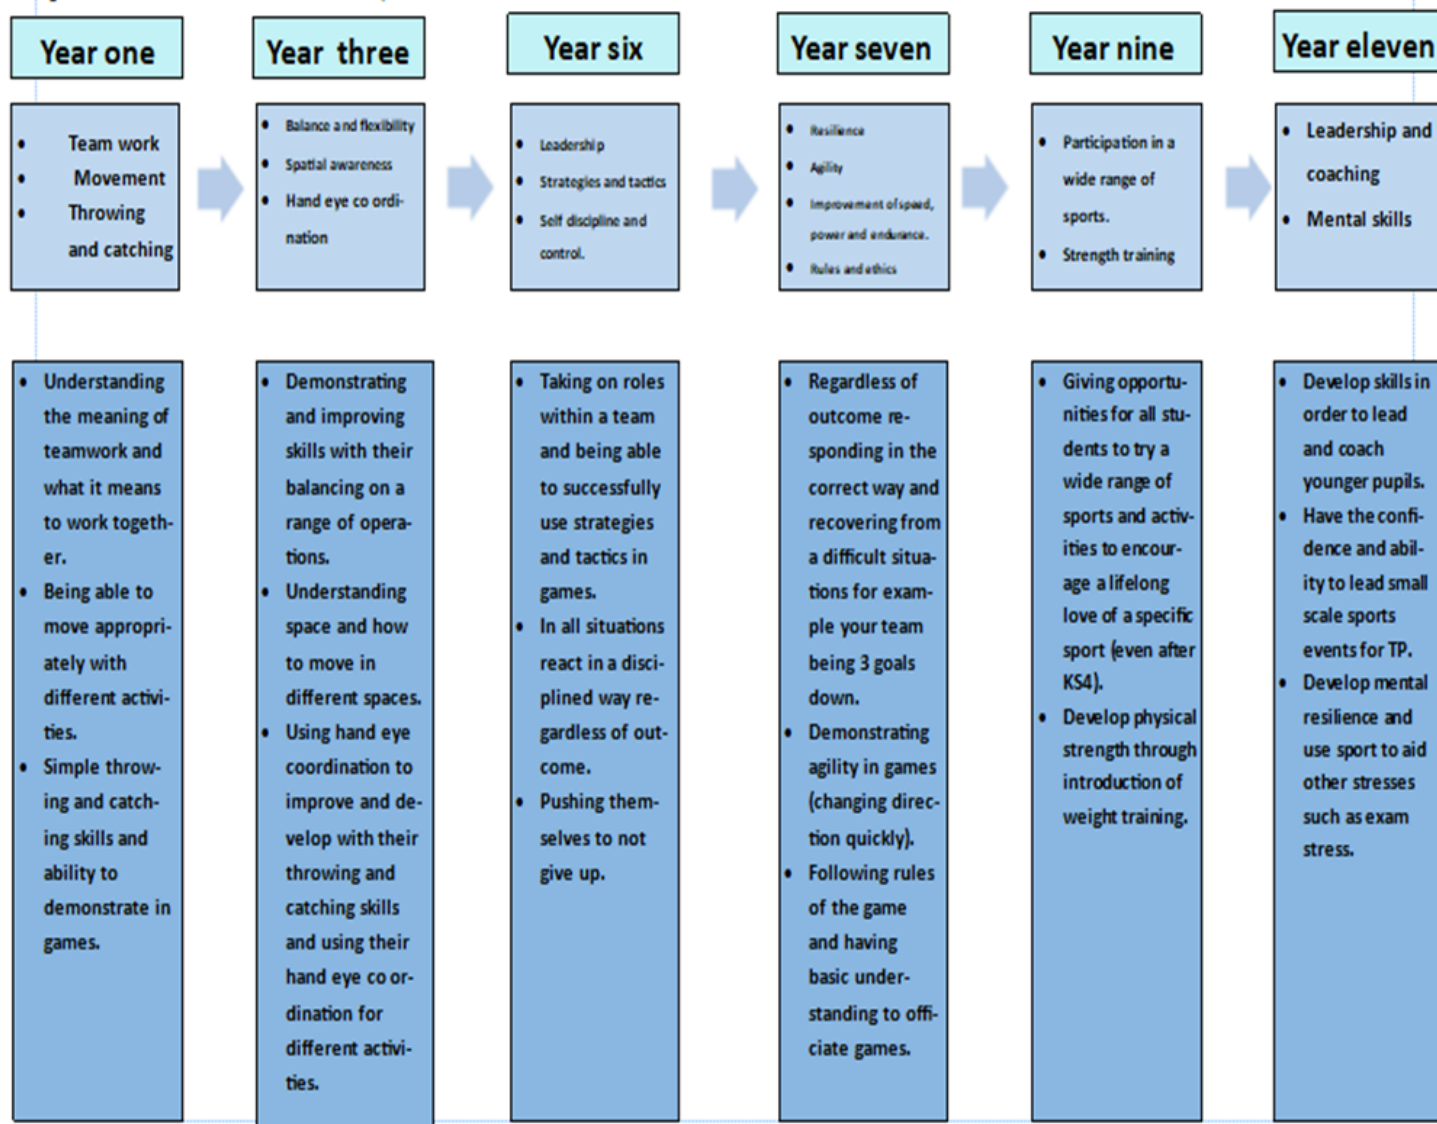 Year one
Year three
Year six
Year seven
Year nine
Year eleven
• Team work
• Movement
• Throwing
and catching
• Balance and flexibility
• Spatial awareness
• Hand eye co ordi-
nation
• Leadership
• Strategies and tactics
• Self discipline and
control.
• Resilience
• Agility
• Improvement of speed,
power and endurance.
• Rules and ethics
• Participation in a
wide range of
sports.
• Strength training
• Leadership and
coaching
• Mental skills
• Understanding
the meaning of
teamwork and
what it means
to work togeth-
er.
• Being able to
move appropri-
ately with
different activi-
ties.
• Simple throw-
ing and catch-
ing skills and
ability to
demonstrate in
games.
• Demonstrating
and improving
skills with their
balancing on a
range of opera-
tions.
• Understanding
space and how
to move in
different spaces.
• Using hand eye
coordination to
improve and de-
velop with their
throwing and
catching skills
and using their
hand eye co or-
dination for
different activi-
ties.
• Taking on roles
within a team
and being able
to successfully
use strategies
and tactics in
games.
• In all situations
react in a disci-
plined way re-
gardless of out-
come.
• Pushing them-
selves to not
give up.
• Regardless of
outcome re-
sponding in the
correct way and
recovering from
a difficult situa-
tions for exam-
ple your team
being 3 goals
down.
• Demonstrating
agility in games
(changing direc-
tion quickly).
• Following rules
of the game
and having
basic under-
standing to offi-
ciate games.
• Giving opportu-
nities for all stu-
dents to try a
wide range of
sports and activ-
ities to encour-
age a lifelong
love of a specific
sport (even after
KS4).
• Develop physical
strength through
introduction of
weight training.
• Develop skills in
order to lead
and coach
younger pupils.
• Have the confi-
dence and abil-
ity to lead small
scale sports
events for TP.
• Develop mental
resilience and
use sport to aid
other stresses
such as exam
stress.